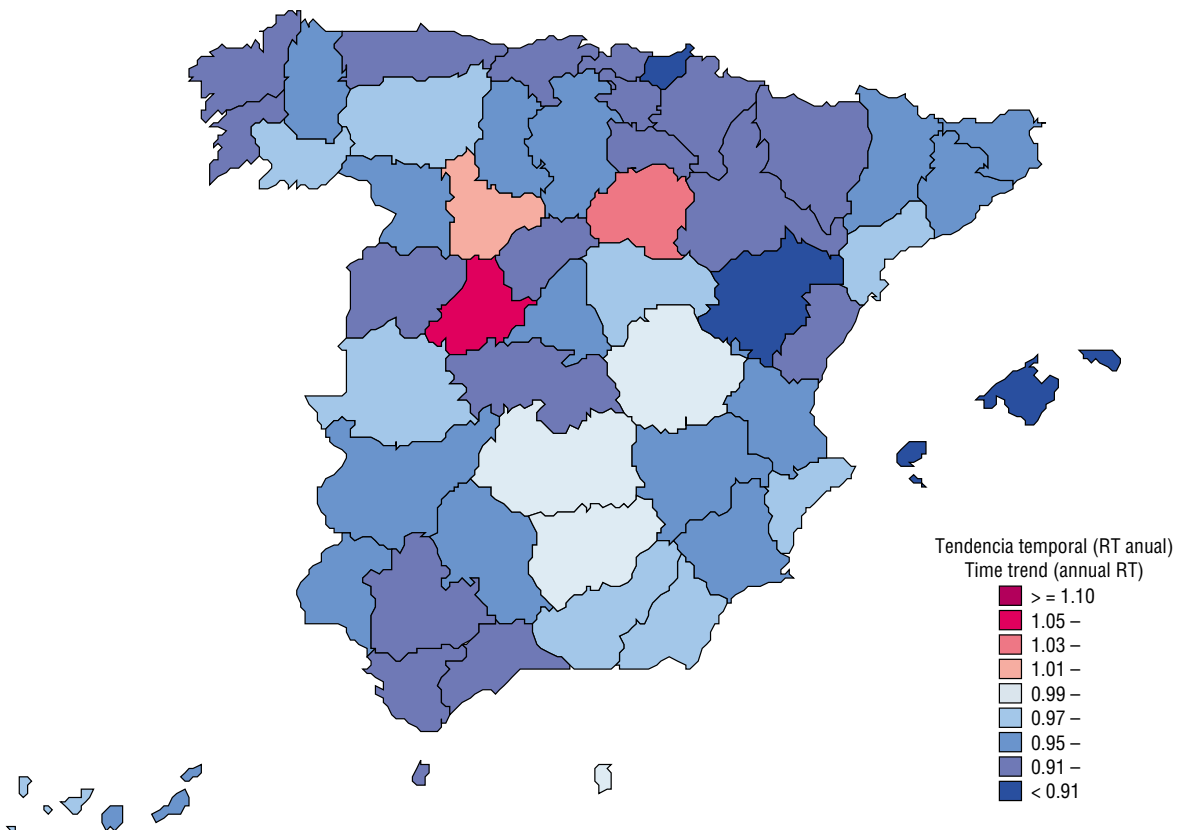 Tendencia temporal (RT anual)
Time trend (annual RT)
> = 1.10
1.05 –
1.03 –
1.01 –
0.99 –
0.97 –
0.95 –
0.91 –
< 0.91